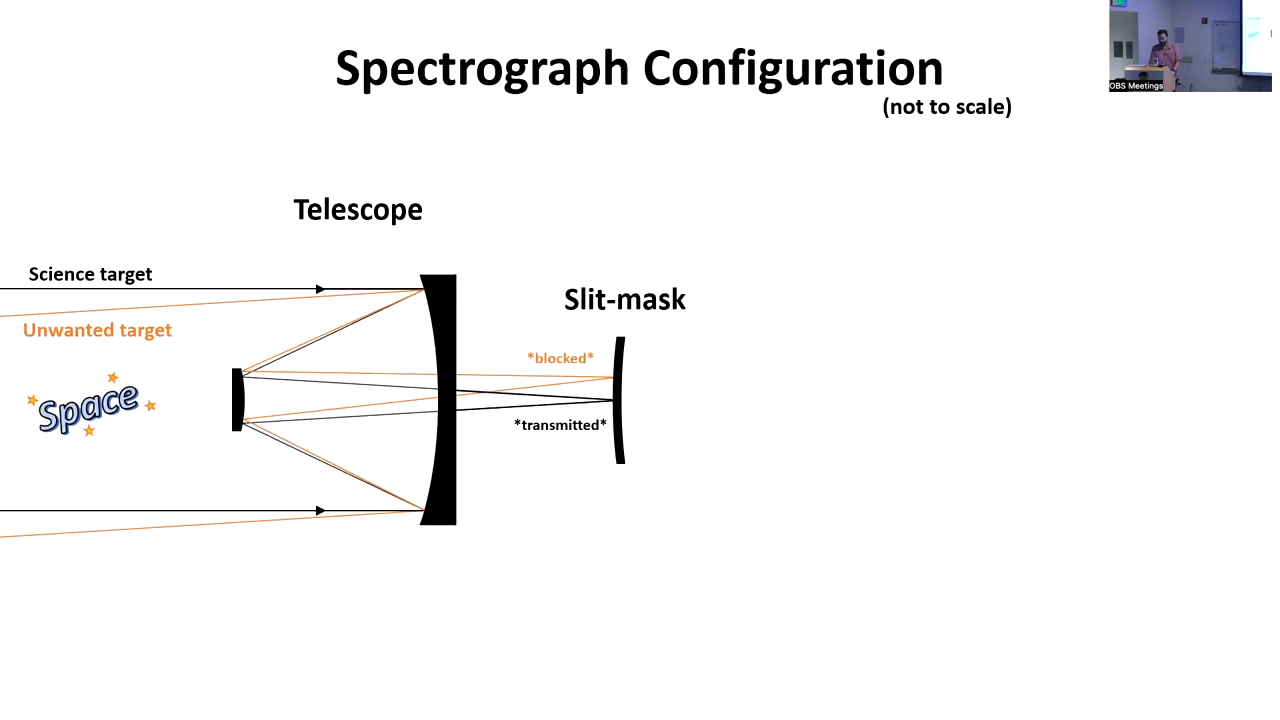 Spectrograph Configuration
(not to scale)
OBS Meetings
Telescope
Science target
Slit-mask
Unwanted target
*blocked*
Space
*transmitted*